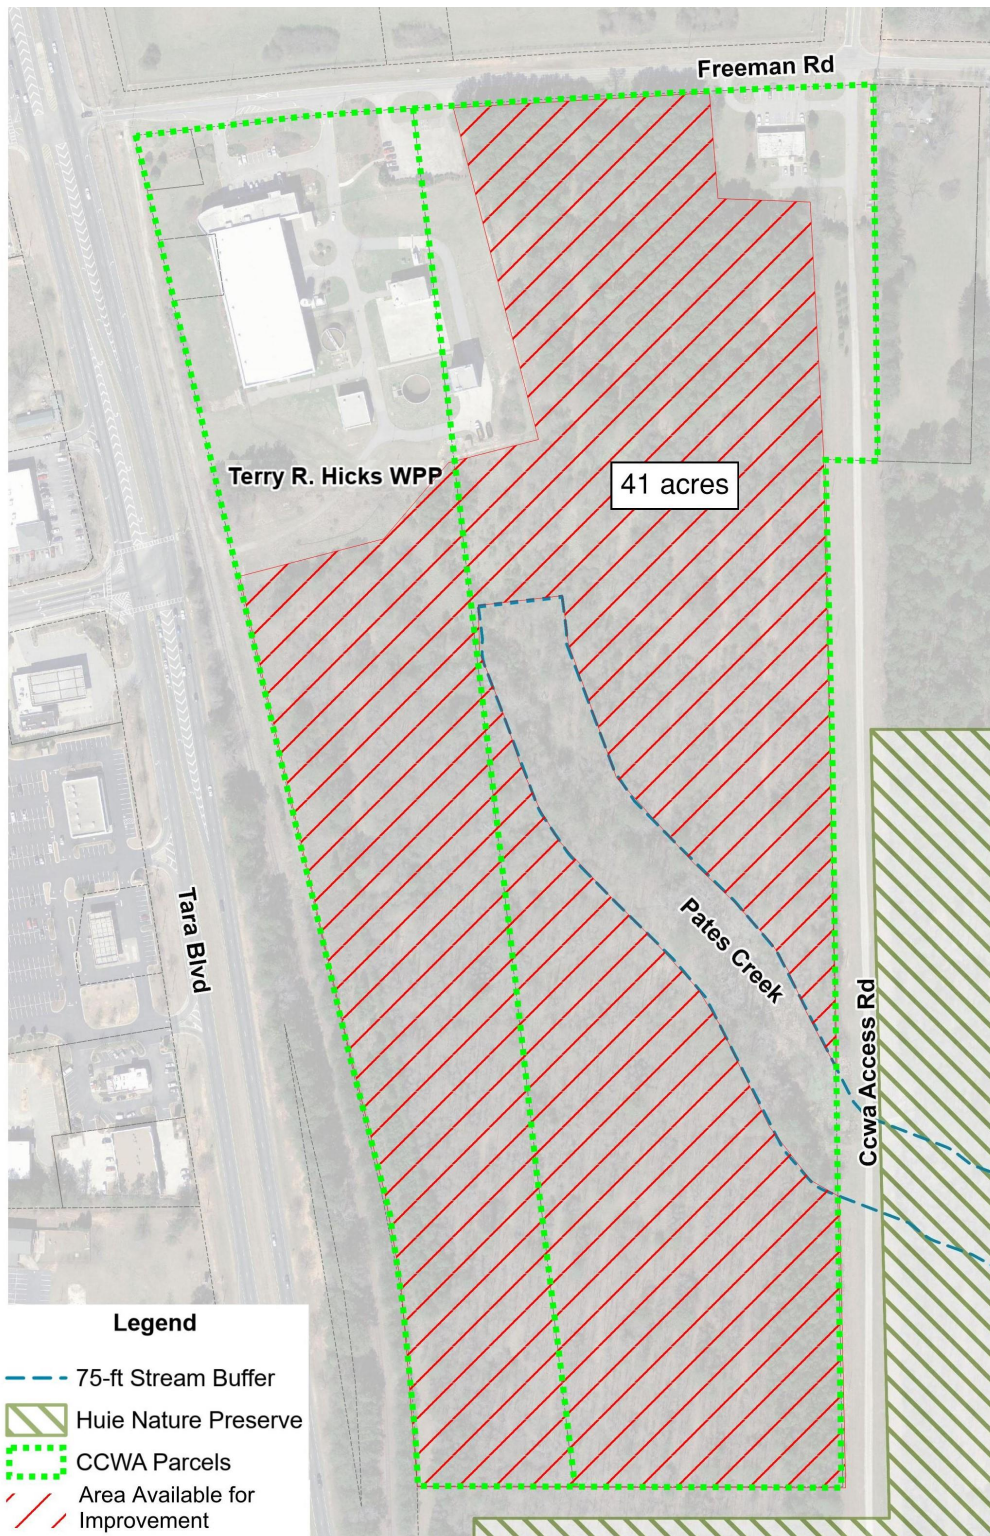 Freeman Rd
Terry R. Hicks WPP
41 acres
Tara Blvd
Pates Creek
Ccwa Access Rd
Legend
75-ft Stream Buffer
Huie Nature Preserve
CCWA Parcels
Area Available for
Improvement